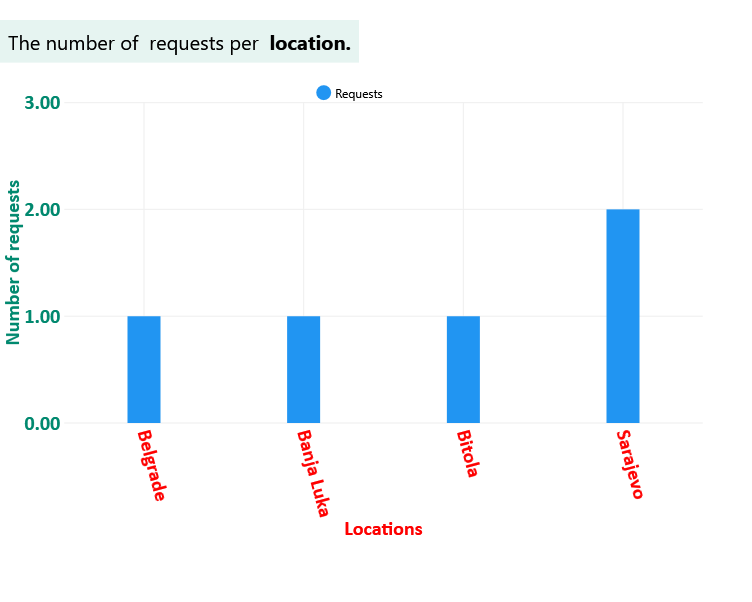 The number of requests per location.
Requests
3.00
2.00
1.00
0.00
Number of requests
Belgrade
Banja Luka
Bitola
Sarajevo
Locations